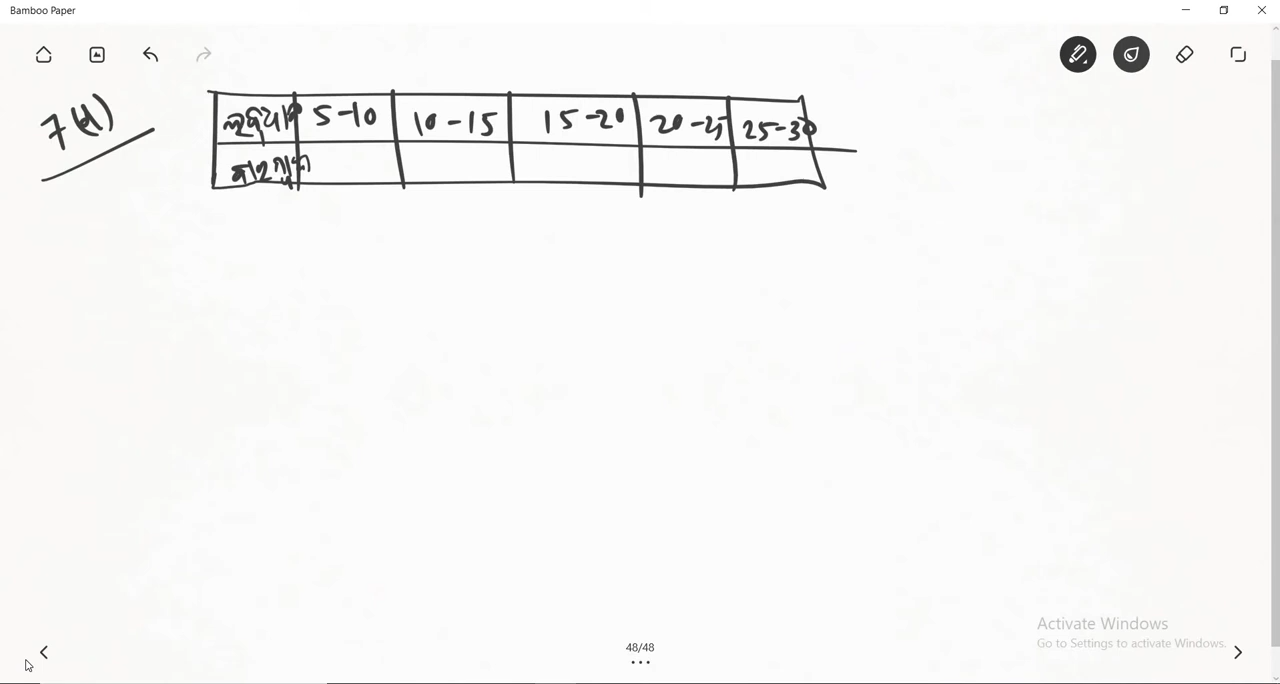 Bamboo Paper
7(d)
5-10 10-15 15-20 20-25 25-30
Activate Windows
Go to Settings to activate Windows.
48/48